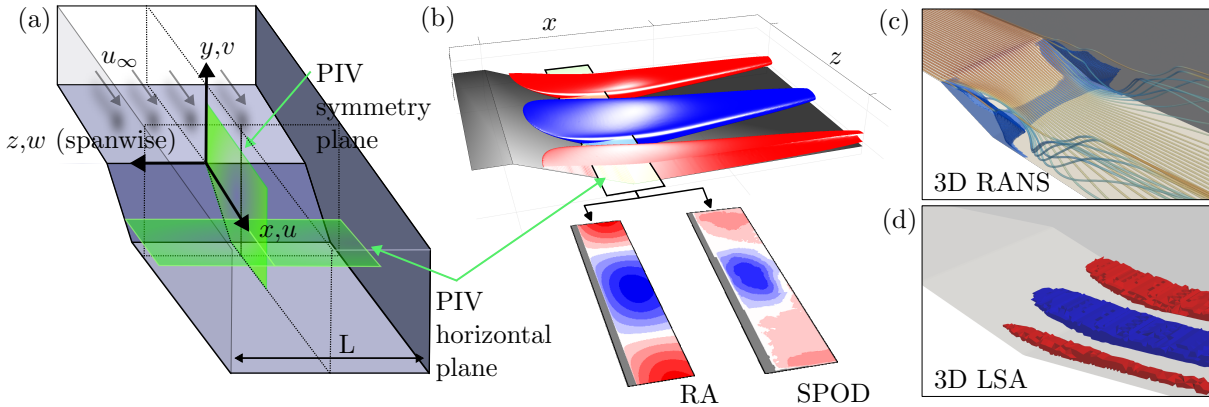 (a)
u∞
y,v
PIV
symmetry
plane
z,w (spanwise)
x,u
PIV
horizontal
plane
L
(b)
x
z
RA
SPOD
(c)
3D RANS
(d)
3D LSA